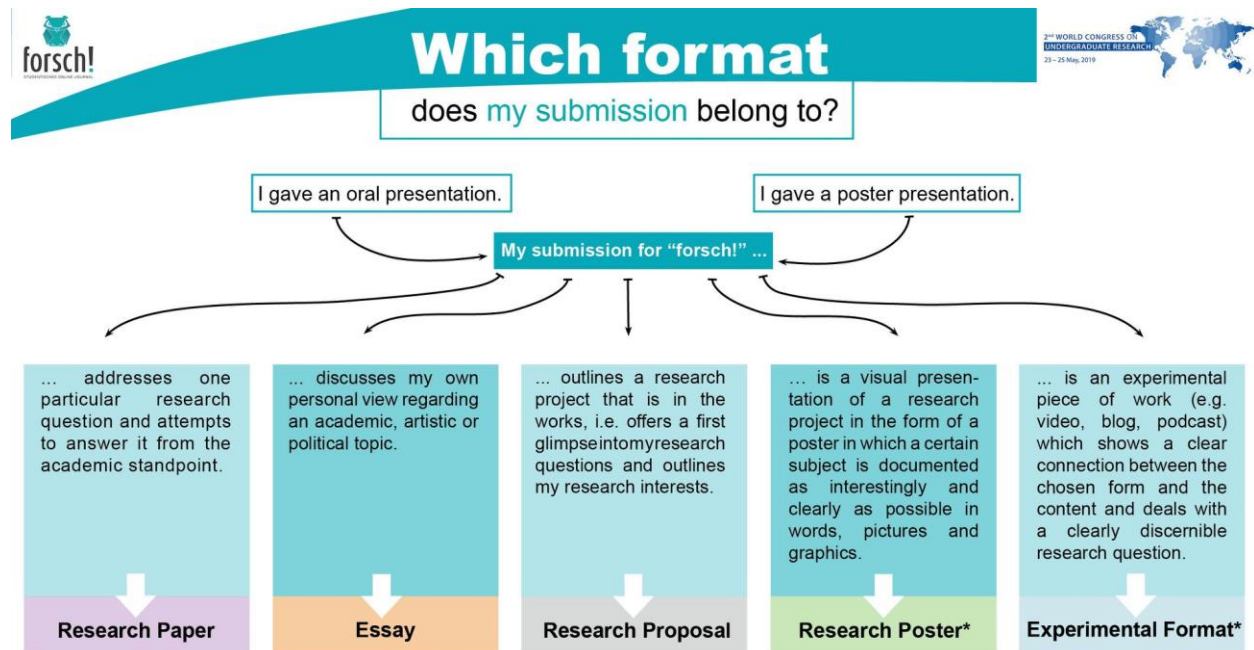 forsch!
STUDENTISCHES ONLINE-JOURNAL
Which format
2nd WORLD CONGRESS ON
UNDERGRADUATE RESEARCH
23 – 25 May, 2019
does my submission belong to?
I gave an oral presentation.
I gave a poster presentation.
My submission for “forsch!” ...
... addresses one
particular research
question and attempts
to answer it from the
academic standpoint.
Research Paper
... discusses my own
personal view regarding
an academic, artistic or
political topic.
Essay
... outlines a research
project that is in the
works, i.e. offers a first
glimpseintomyresearch
questions and outlines
my research interests.
Research Proposal
... is a visual presen-
tation of a research
project in the form of a
poster in which a certain
subject is documented
as interestingly and
clearly as possible in
words, pictures and
graphics.
Research Poster*
... is an experimental
piece of work (e.g.
video, blog, podcast)
which shows a clear
connection between the
chosen form and the
content and deals with
a clearly discernible
research question.
Experimental Format*